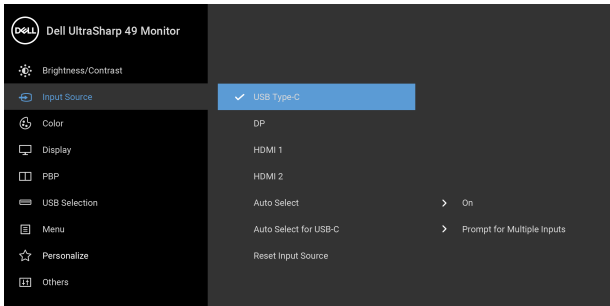 DELL Dell UltraSharp 49 Monitor
Brightness/Contrast
Input Source
USB Type-C
Color
DP
Display
HDMI 1
PBP
HDMI 2
USB Selection
Auto Select
On
Menu
Auto Select for USB-C
Prompt for Multiple Inputs
Personalize
Reset Input Source
Others